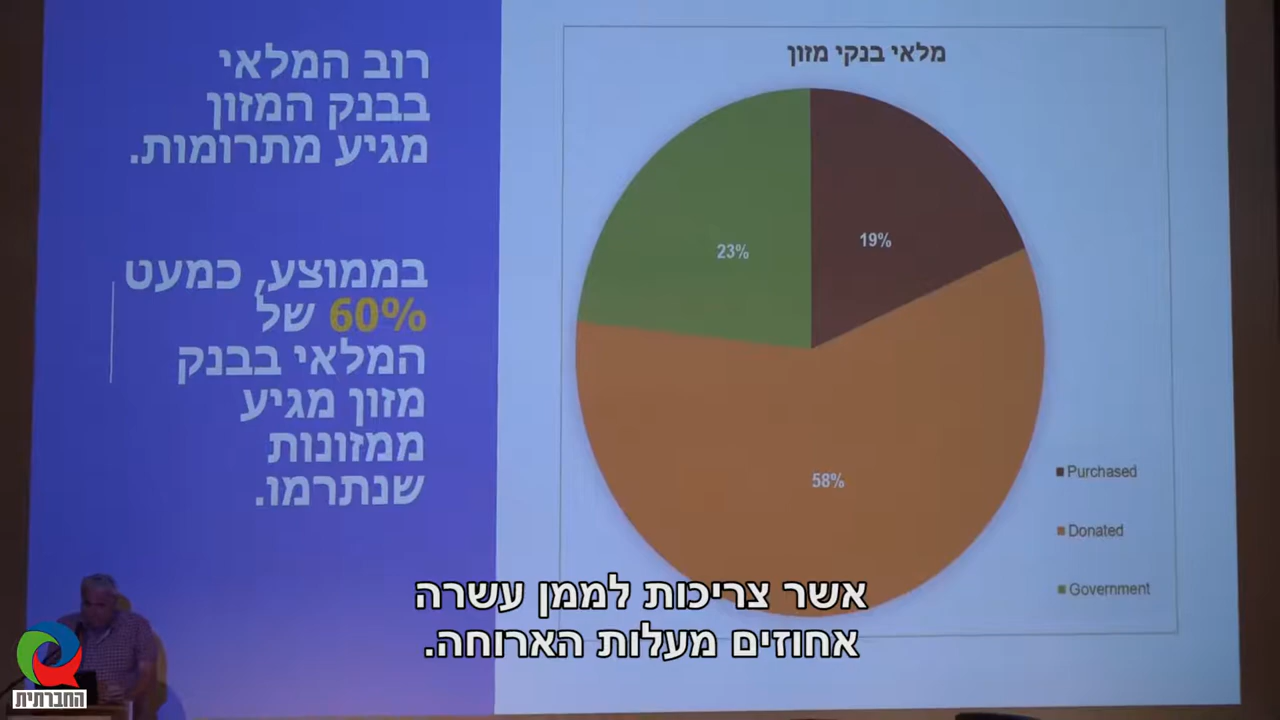 רוב המלאי
בבנק המזון
מגיע מתרומות.
בממוצע, כמעט
60% של
המלאי בבנק
מזון מגיע
ממזונות
שנתרמו.
מלאי בנקי מזון
23%
19%
58%
Purchased
Donated
Government
אשר צריכות לממן עשרה
אחוזים מעלות הארוחה.
החברתית